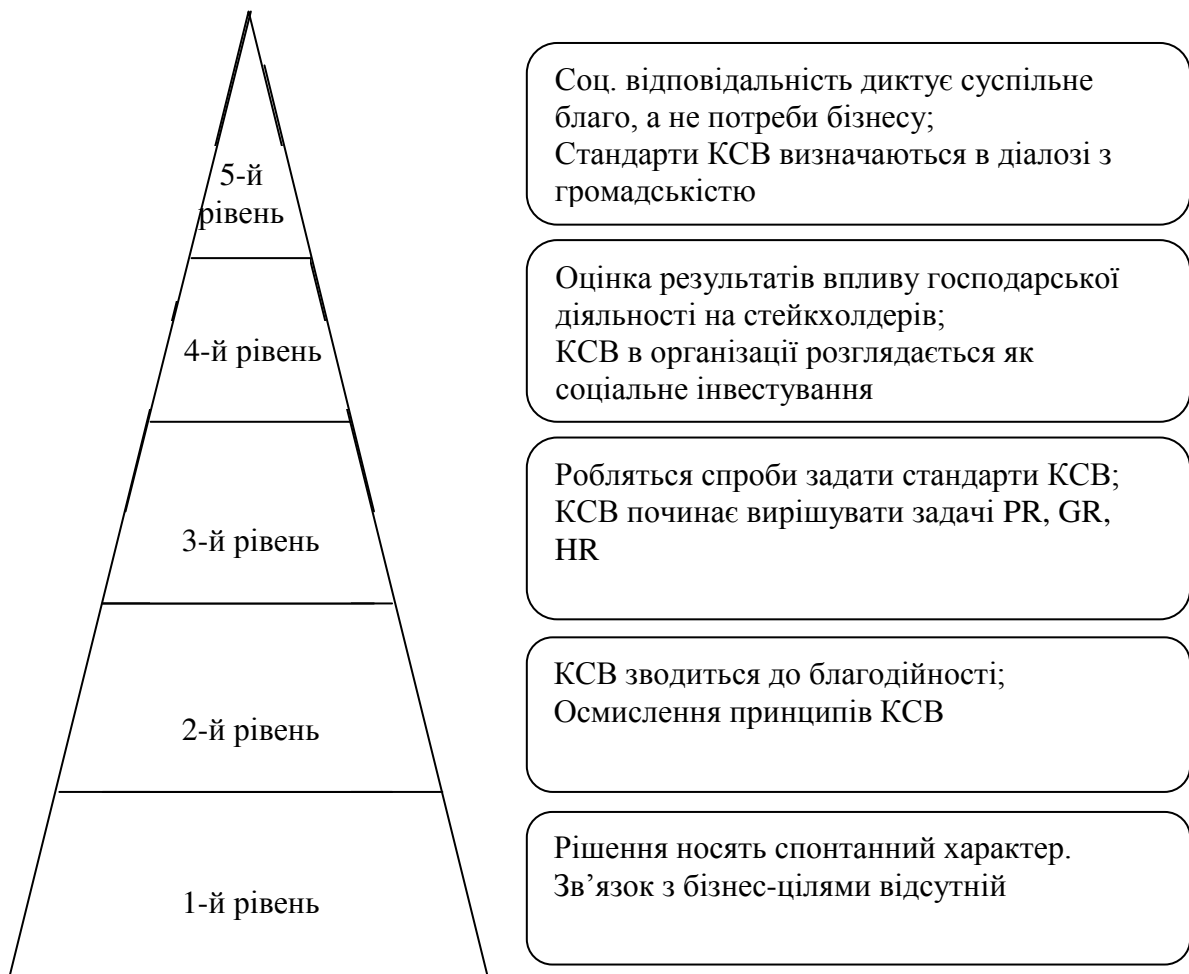 5-й
рівень
Соц. відповідальність диктує суспільне
благо, а не потреби бізнесу;
Стандарти КСВ визначаються в діалозі з
громадськістю
4-й рівень
Оцінка результатів впливу господарської
діяльності на стейкхолдерів;
КСВ в організації розглядається як
соціальне інвестування
3-й рівень
Робляться спроби задати стандарти КСВ;
КСВ починає вирішувати задачі PR, GR,
HR
2-й рівень
КСВ зводиться до благодійності;
Осмислення принципів КСВ
1-й рівень
Рішення носять спонтанний характер.
Зв’язок з бізнес-цілями відсутній